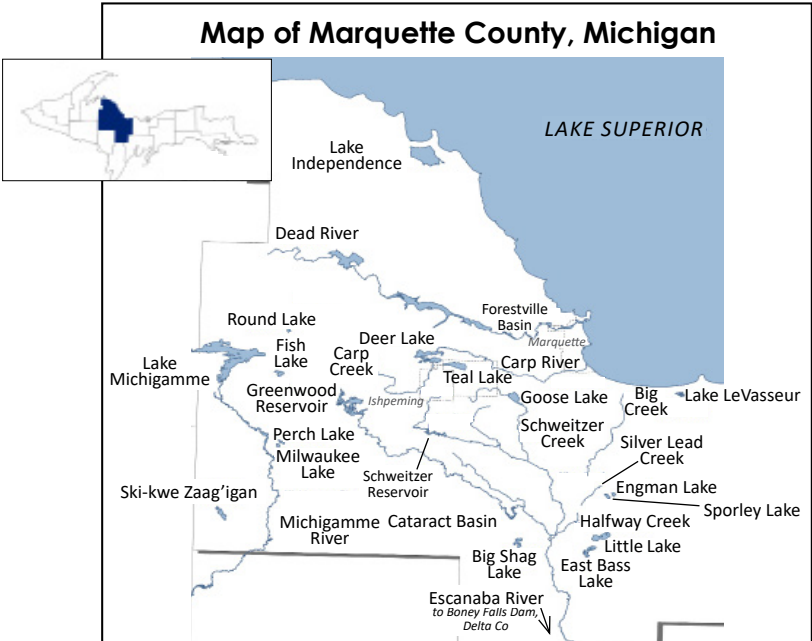 Map of Marquette County, Michigan
LAKE SUPERIOR
Lake
Independence
Dead River
Forestville
Basin
Marquette
Round Lake
Deer Lake
Fish
Lake
Carp
Creek
Carp River
Lake
Michigamme
Teal Lake
Greenwood
Reservoir
Ishpeming
Goose Lake
Big
Creek
Lake LeVasseur
Schweitzer
Creek
Perch Lake
Milwaukee
Lake
Schweitzer
Reservoir
Silver Lead
Creek
Engman Lake
Sporley Lake
Ski-kwe Zaag'igan
Michigamme
River
Cataract Basin
Halfway Creek
Little Lake
Big Shag
Lake
East Bass
Lake
Escanaba River
to Boney Falls Dam,
Delta Co